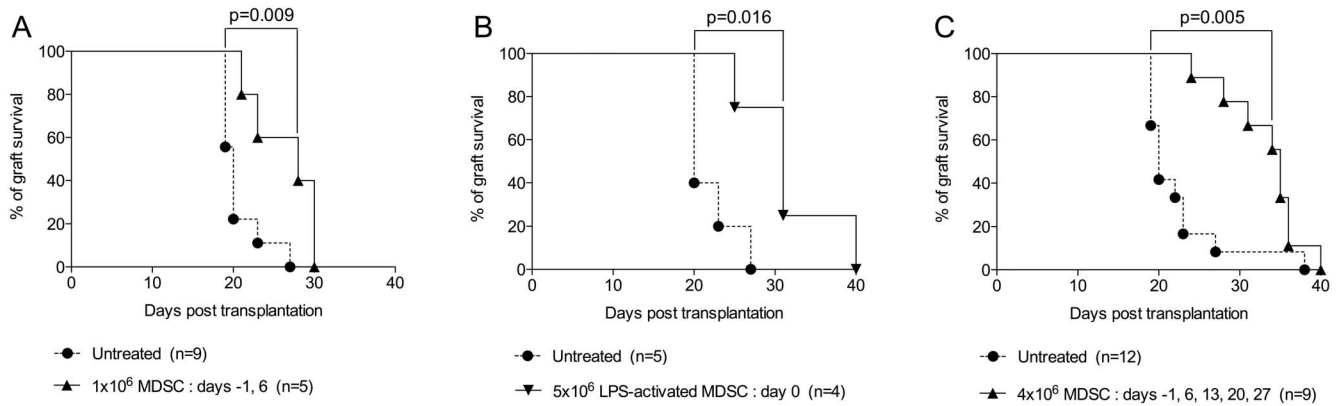 A
p=0.009
% of graft survival
100
80
60
40
20
0
0 10 20 30 40
Days post transplantation
Untreated (n=9)
1x10⁶ MDSC : days -1, 6 (n=5)
B
p=0.016
% of graft survival
100
80
60
40
20
0
0 10 20 30 40
Days post transplantation
Untreated (n=5)
5x10⁶ LPS-activated MDSC : day 0 (n=4)
C
p=0.005
% of graft survival
100
80
60
40
20
0
0 10 20 30 40
Days post transplantation
Untreated (n=12)
4x10⁶ MDSC : days -1, 6, 13, 20, 27 (n=9)